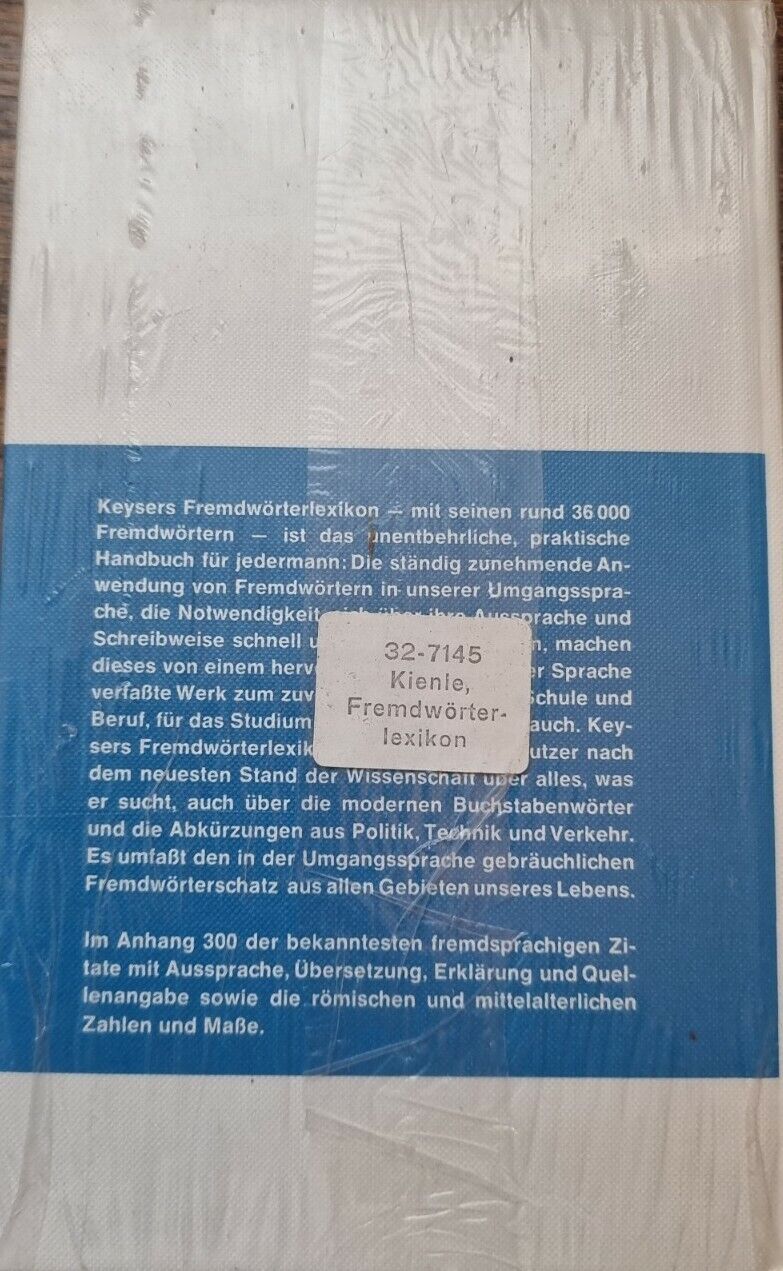 Keysers Fremdwörterlexikon — mit seinen rund 36 000
Fremdwörtern — ist das unentbehrliche, praktische
Handbuch für jedermann: Die ständig zunehmende An-
wendung von Fremdwörtern in unserer Umgangsspra-
che, die Notwendigkeit, sich über ihre Aussprache und
Schreibweise schnell machen
dieses von einem Sprache
verfaßte Werk zum Schule und
Beruf, für das Studium Key-
sers nach
dem neuesten Stand der Wissenschaft über alles, was
er sucht, auch über die modernen Buchstabenwörter
und die Abkürzungen aus Politik, Technik und Verkehr.
Es umfaßt den in der Umgangssprache gebräuchlichen
Fremdwörterschatz aus allen Gebieten unseres Lebens.
Im Anhang 300 der bekanntesten fremdsprachigen Zi-
tate mit Aussprache, Übersetzung, Erklärung und Quel-
lenangabe sowie die römischen und mittelalterlichen
Zahlen und Maße.
32-7145
Kienle,
Fremdwörter-
lexikon